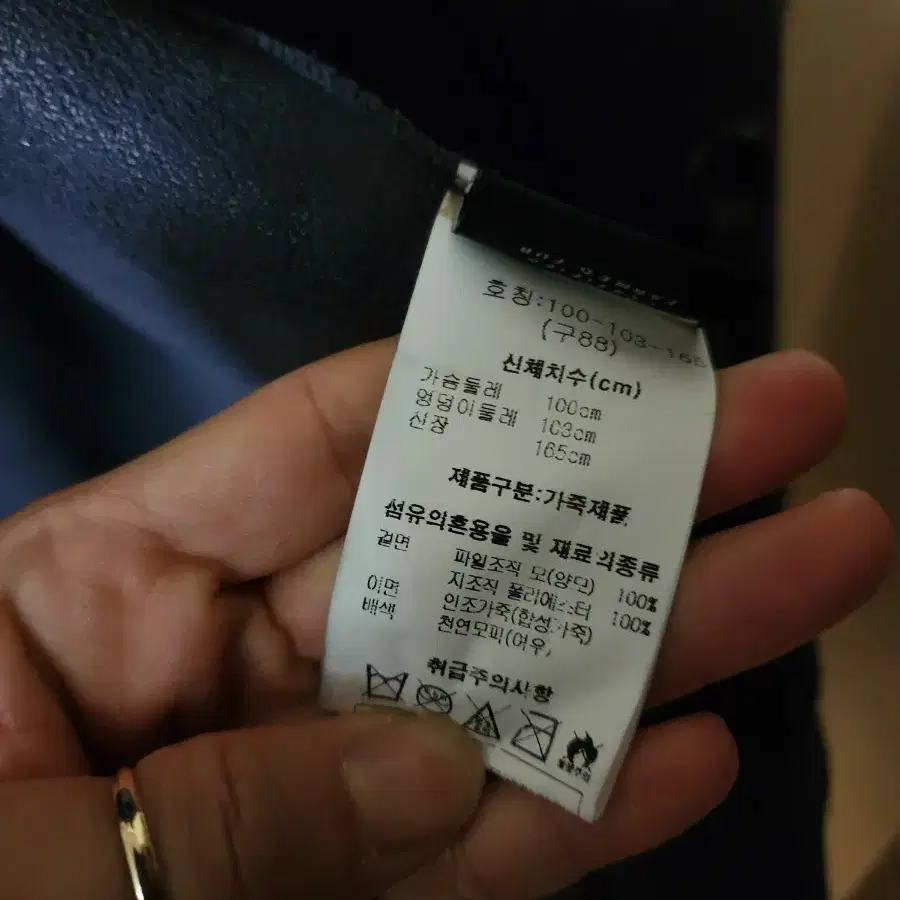 호칭:100-103-165
(구88)
신체치수(cm)
가슴둘레 100cm
엉덩이둘레 103cm
신장 165cm
제품구분:가죽제품
섬유의혼용율 및 재료의종류
겉면 파일조직 모(양모) 100%
지조직 폴리에스터 100%
이면 인조가죽(합성가죽)
배색 천연모피(여우)
취급주의사항